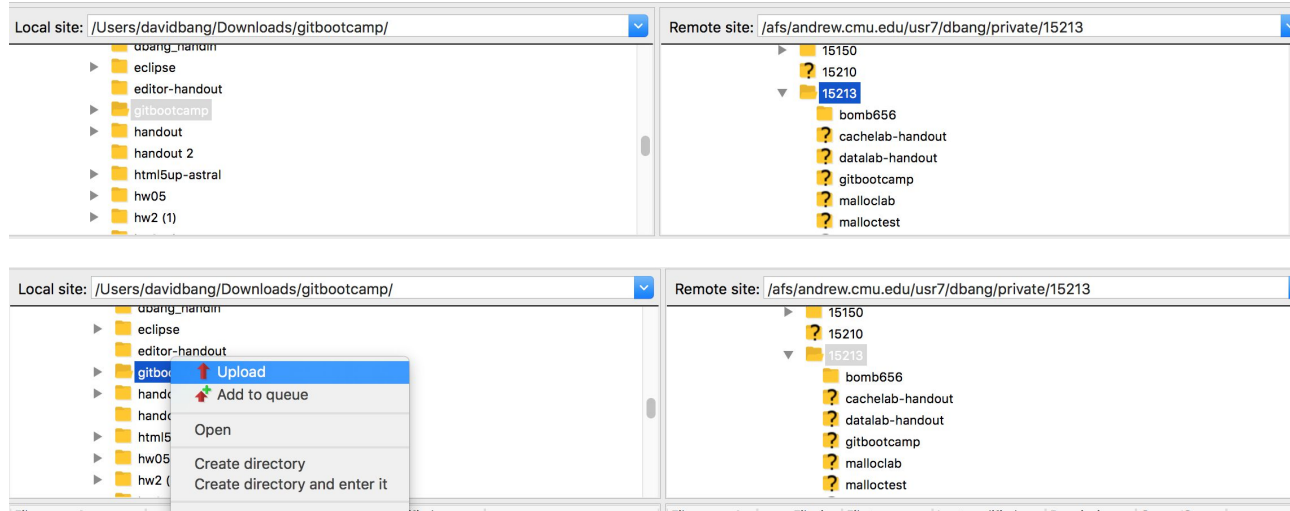 Local site: /Users/davidbang/Downloads/gitbootcamp/
dbang_handin
eclipse
editor-handout
gitbootcamp
handout
handout 2
html5up-astral
hw05
hw2 (1)
Remote site: /afs/andrew.cmu.edu/usr7/dbang/private/15213
15150
15210
15213
bomb656
cachelab-handout
datalab-handout
gitbootcamp
malloclab
malloctest
Local site: /Users/davidbang/Downloads/gitbootcamp/
dbang_handin
eclipse
editor-handout
gitboo
hando
hando
html5
hw05
hw2 (
Upload
Add to queue
Open
Create directory
Create directory and enter it
Remote site: /afs/andrew.cmu.edu/usr7/dbang/private/15213
15150
15210
15213
bomb656
cachelab-handout
datalab-handout
gitbootcamp
malloclab
malloctest